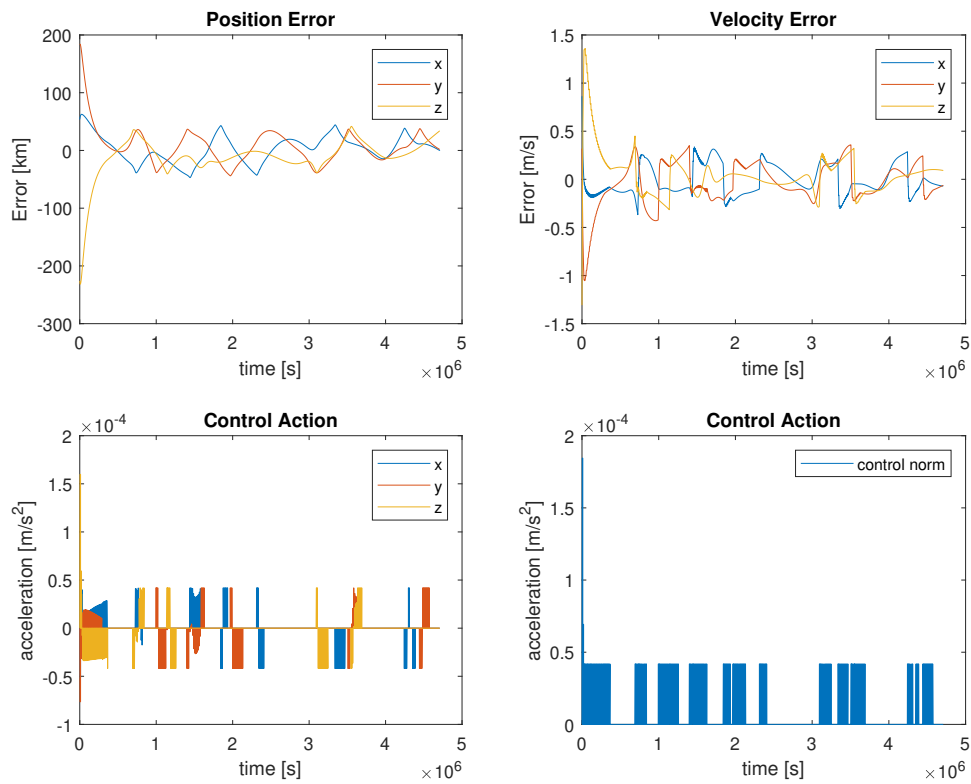 Position Error
200
100
0
-100
-200
-300
Error [km]
x
y
z
0
1
2
3
4
5
time [s]
×10^6
Velocity Error
1.5
1
0.5
0
-0.5
-1
-1.5
Error [m/s]
x
y
z
0
1
2
3
4
5
time [s]
×10^6
Control Action
×10^-4
2
1.5
1
0.5
0
-0.5
-1
acceleration [m/s^2]
x
y
z
0
1
2
3
4
5
time [s]
×10^6
Control Action
×10^-4
2
1.5
1
0.5
0
acceleration [m/s^2]
control norm
0
1
2
3
4
5
time [s]
×10^6